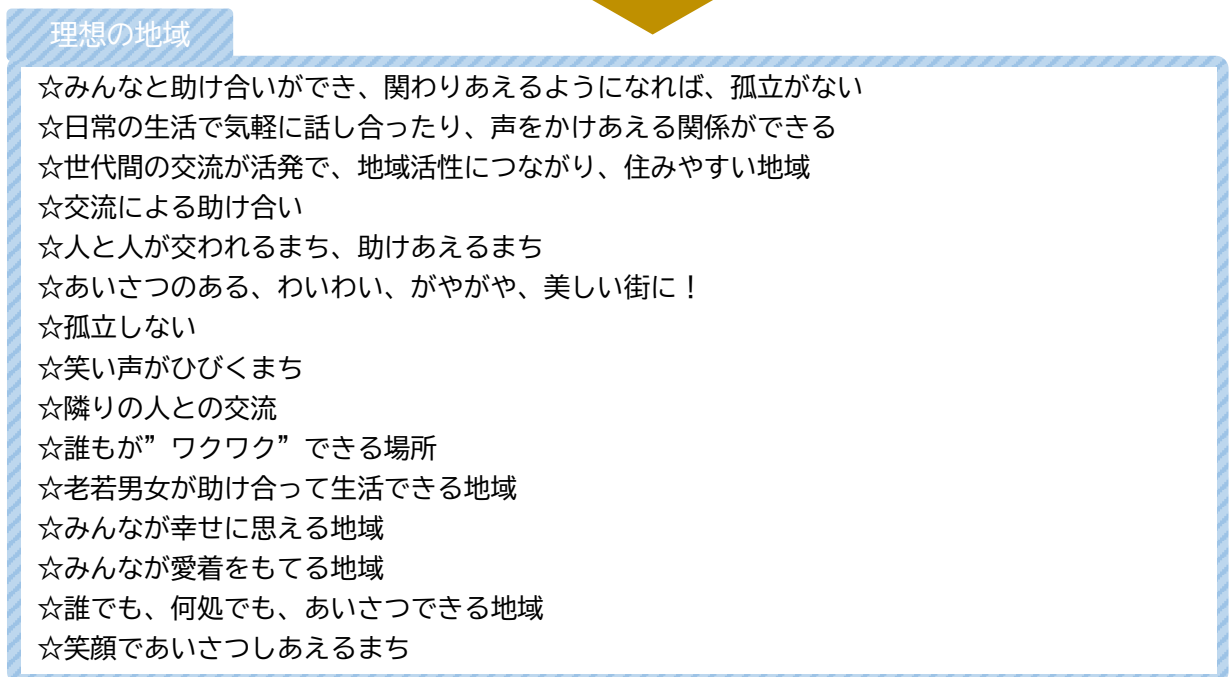 理想の地域
☆みんなと助け合いができ、関わりあえるようになれば、孤立がない
☆日常の生活で気軽に話し合ったり、声をかけあえる関係ができる
☆世代間の交流が活発で、地域活性につながり、住みやすい地域
☆交流による助け合い
☆人と人が交われるまち、助けあえるまち
☆あいさつのある、わいわい、がやがや、美しい街に！
☆孤立しない
☆笑い声がひびくまち
☆隣りの人との交流
☆誰もが”ワクワク”できる場所
☆老若男女が助け合って生活できる地域
☆みんなが幸せに思える地域
☆みんなが愛着をもてる地域
☆誰でも、何処でも、あいさつできる地域
☆笑顔であいさつしあえるまち